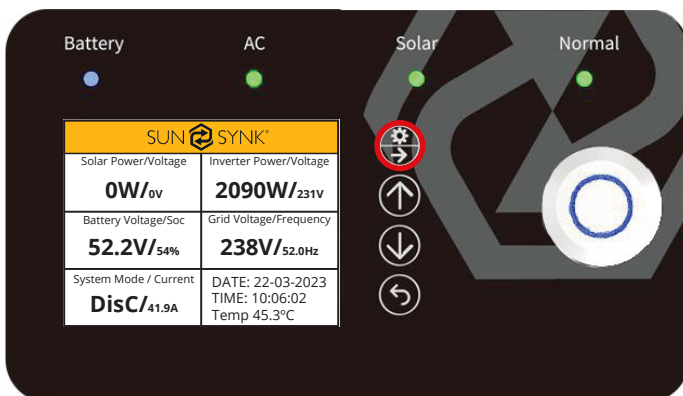 Battery AC Solar Normal
SUN SYNK®
Solar Power/Voltage Inverter Power/Voltage
0W/0V 2090W/231V
Battery Voltage/Soc Grid Voltage/Frequency
52.2V/54% 238V/52.0Hz
System Mode / Current
DisC/41.9A
DATE: 22-03-2023
TIME: 10:06:02
Temp 45.3ºC